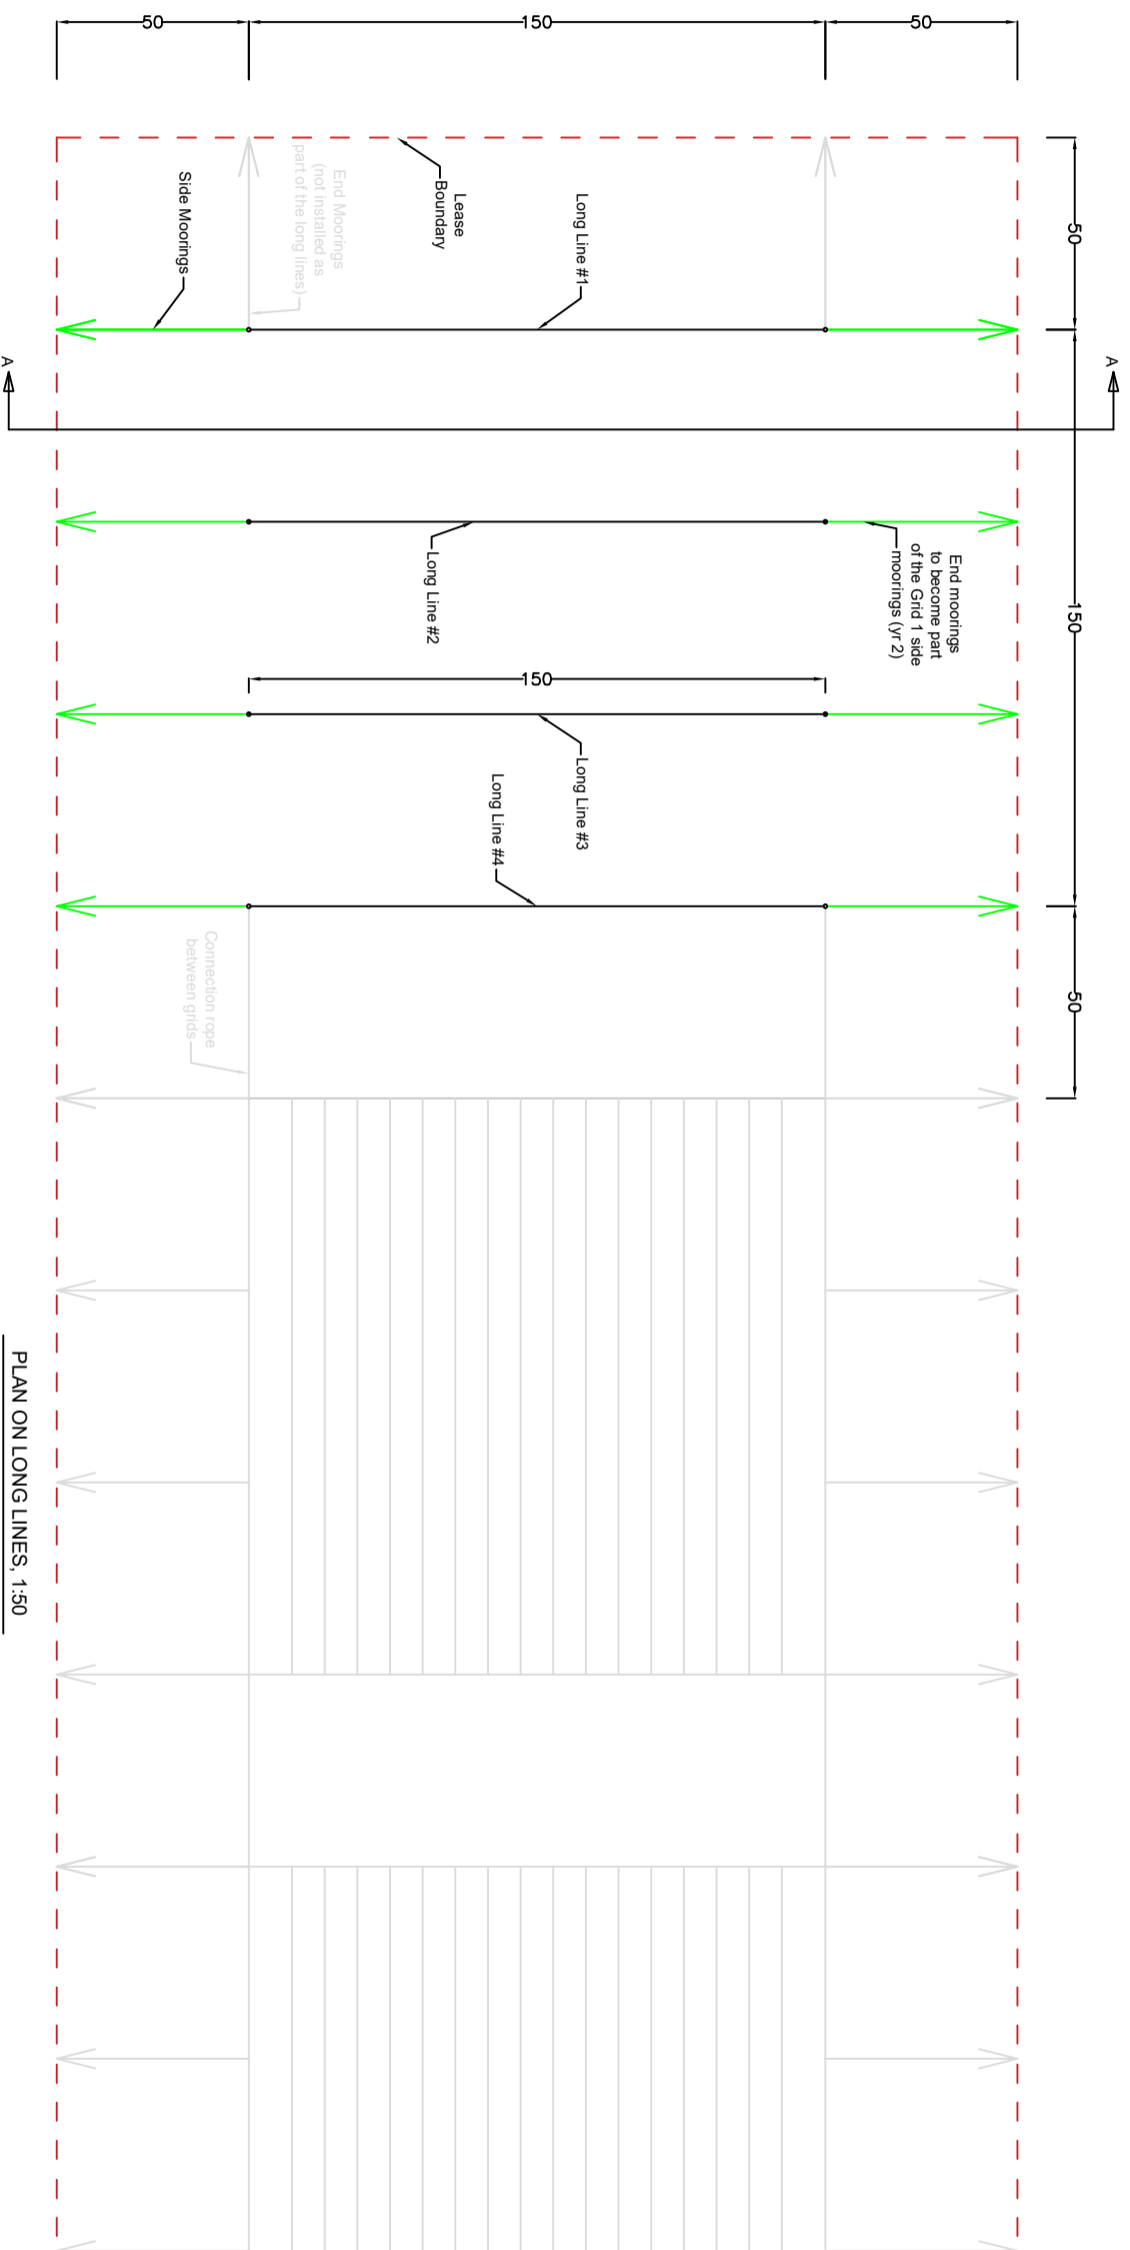 50
150
50
50
150
50
150
A
A
End Moorings
(not installed as
part of the long lines)
Lease
Boundary
Side Moorings
Long Line #1
End moorings
to become part
of the Grid 1 side
moorings (yr 2)
Long Line #2
Long Line #3
Long Line #4
Connection rope
between grids
PLAN ON LONG LINES, 1:50